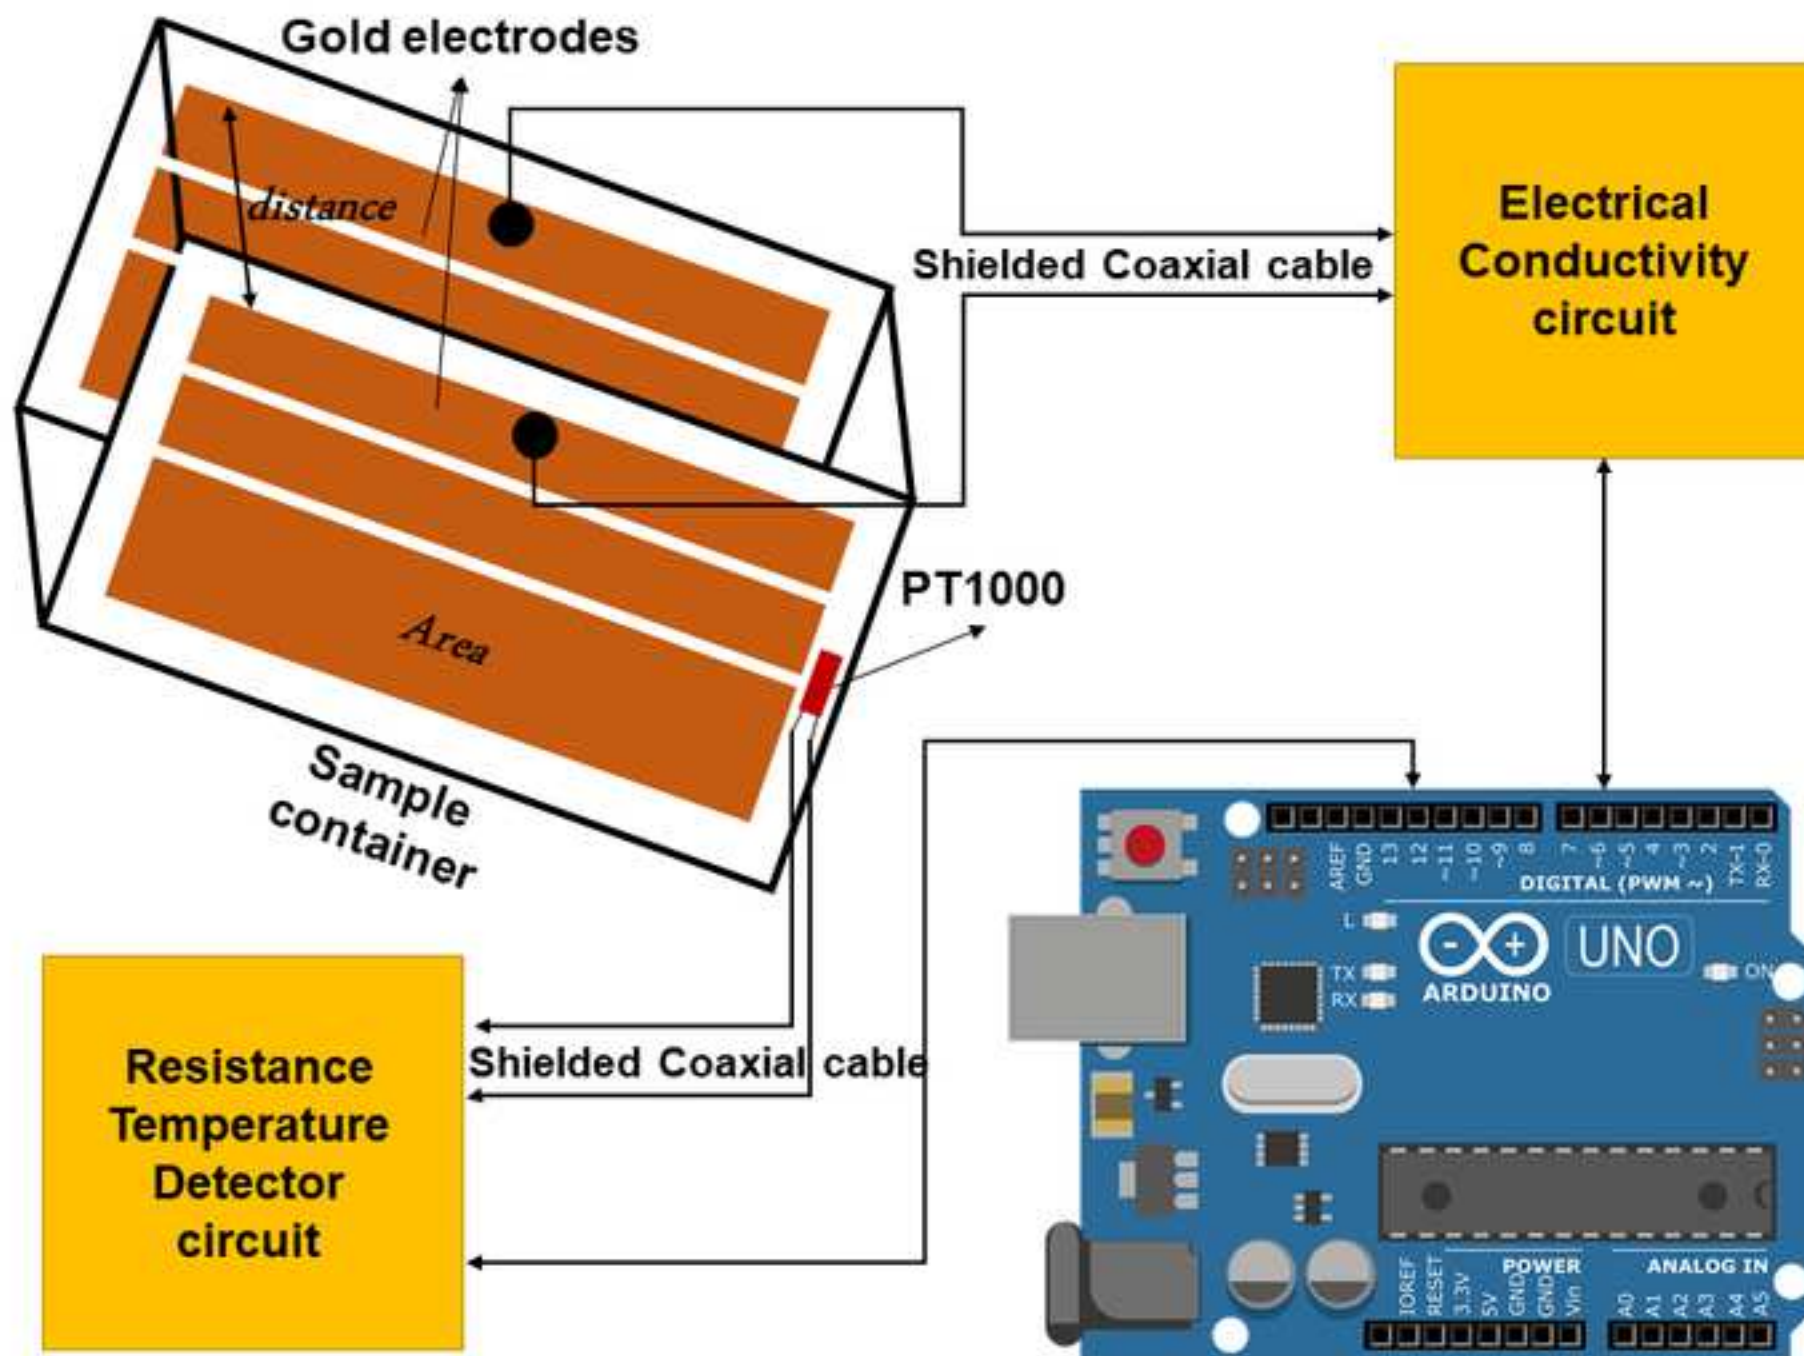 Gold electrodes
distance
Shielded Coaxial cable
Electrical
Conductivity
circuit
PT1000
Area
Sample
container
Resistance
Temperature
Detector
circuit
Shielded Coaxial cable
AREF
GND
13
12
~11
~10
~9
8
7
~6
~5
4
~3
2
TX-1
RX-0
DIGITAL (PWM ~)
L
TX
RX
ARDUINO
UNO
ON
POWER
ANALOG IN
IOREF
RESET
3.3V
5V
GND
GND
Vin
A0
A1
A2
A3
A4
A5